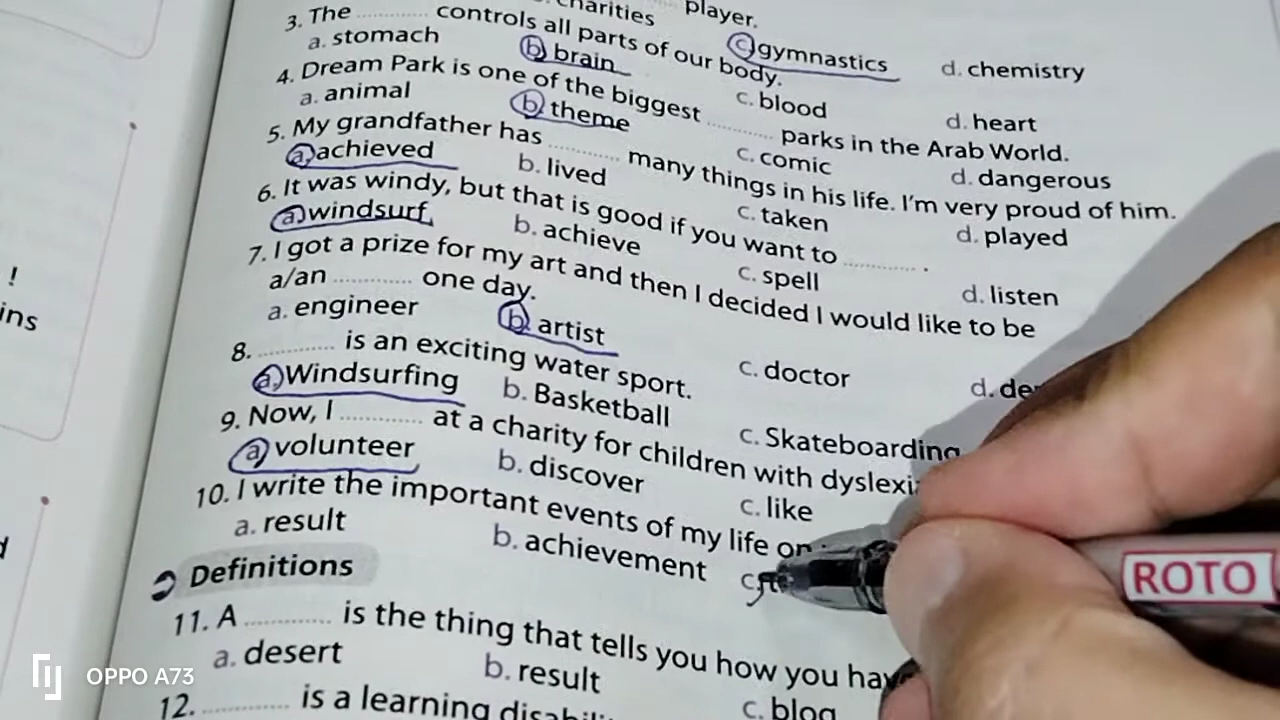 charities player.
c. gymnastics d. chemistry
3. The ............ controls all parts of our body.
a. stomach b. brain c. blood d. heart
4. Dream Park is one of the biggest ............ parks in the Arab World.
a. animal b. theme c. comic d. dangerous
5. My grandfather has ............ many things in his life. I'm very proud of him.
a. achieved b. lived c. taken d. played
6. It was windy, but that is good if you want to ............ .
a. windsurf b. achieve c. spell d. listen
7. I got a prize for my art and then I decided I would like to be
a/an ............ one day.
a. engineer b. artist c. doctor d.
8. ............ is an exciting water sport.
a. Windsurfing b. Basketball c. Skateboarding
9. Now, I ............ at a charity for children with
a. volunteer b. discover c. like
10. I write the important events of my life on
a. result b. achievement c.
Definitions
11. A ............ is the thing that tells you how you
a. desert b. result c. blog
12. ............ is a learning
!
OPPO A73
ROTO